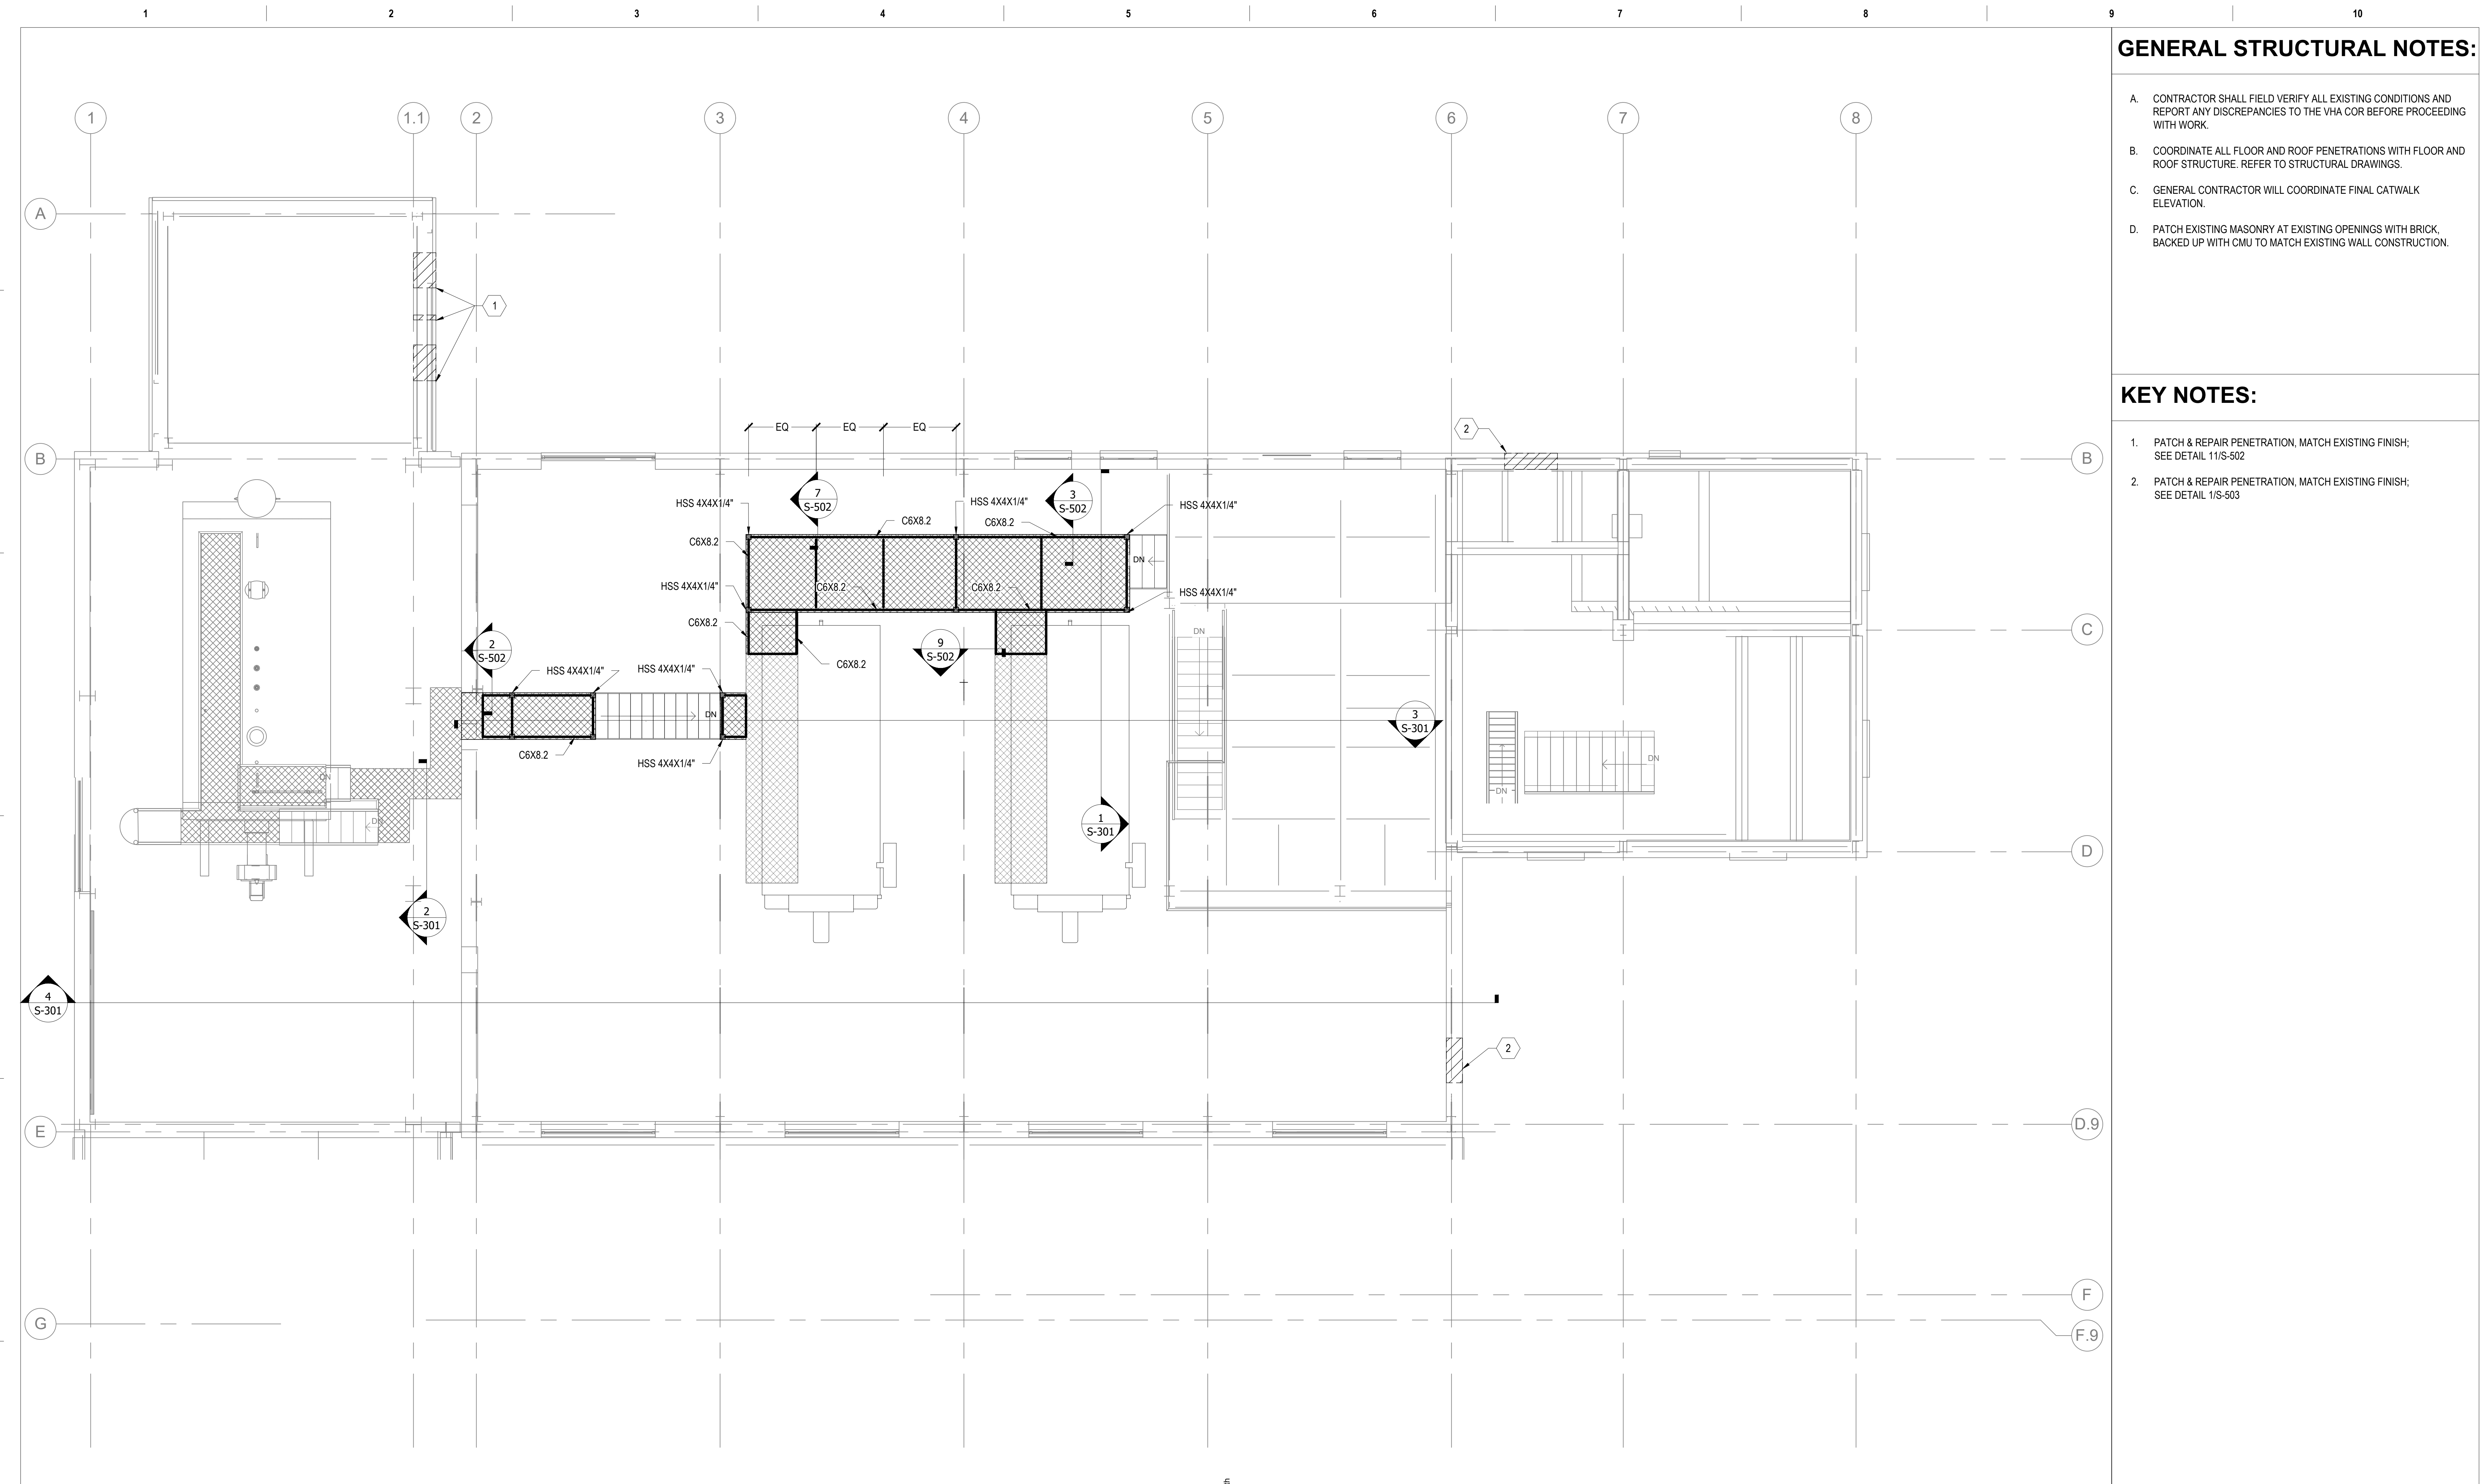 1 2 3 4 5 6 7 8 9 10
GENERAL STRUCTURAL NOTES:
A. CONTRACTOR SHALL FIELD VERIFY ALL EXISTING CONDITIONS AND
REPORT ANY DISCREPANCIES TO THE VHA COR BEFORE PROCEEDING
WITH WORK.
B. COORDINATE ALL FLOOR AND ROOF PENETRATIONS WITH FLOOR AND
ROOF STRUCTURE. REFER TO STRUCTURAL DRAWINGS.
C. GENERAL CONTRACTOR WILL COORDINATE FINAL CATWALK
ELEVATION.
D. PATCH EXISTING MASONRY AT EXISTING OPENINGS WITH BRICK,
BACKED UP WITH CMU TO MATCH EXISTING WALL CONSTRUCTION.
KEY NOTES:
1. PATCH & REPAIR PENETRATION, MATCH EXISTING FINISH;
SEE DETAIL 11/S-502
2. PATCH & REPAIR PENETRATION, MATCH EXISTING FINISH;
SEE DETAIL 1/S-503
1 1.1 2 3 4 5 6 7 8
A
1
EQ EQ EQ
2
B B
7
S-502
3
S-502
HSS 4X4X1/4"
HSS 4X4X1/4"
HSS 4X4X1/4"
C6X8.2
C6X8.2
C6X8.2
DN
HSS 4X4X1/4"
C6X8.2
C6X8.2
HSS 4X4X1/4"
C6X8.2
C
DN
2
S-502
9
S-502
C6X8.2
HSS 4X4X1/4"
HSS 4X4X1/4"
DN
3
S-301
C6X8.2
HSS 4X4X1/4"
DN
DN
DN
DN
1
S-301
D
2
S-301
4
S-301
2
E
D.9
F
G
F.9